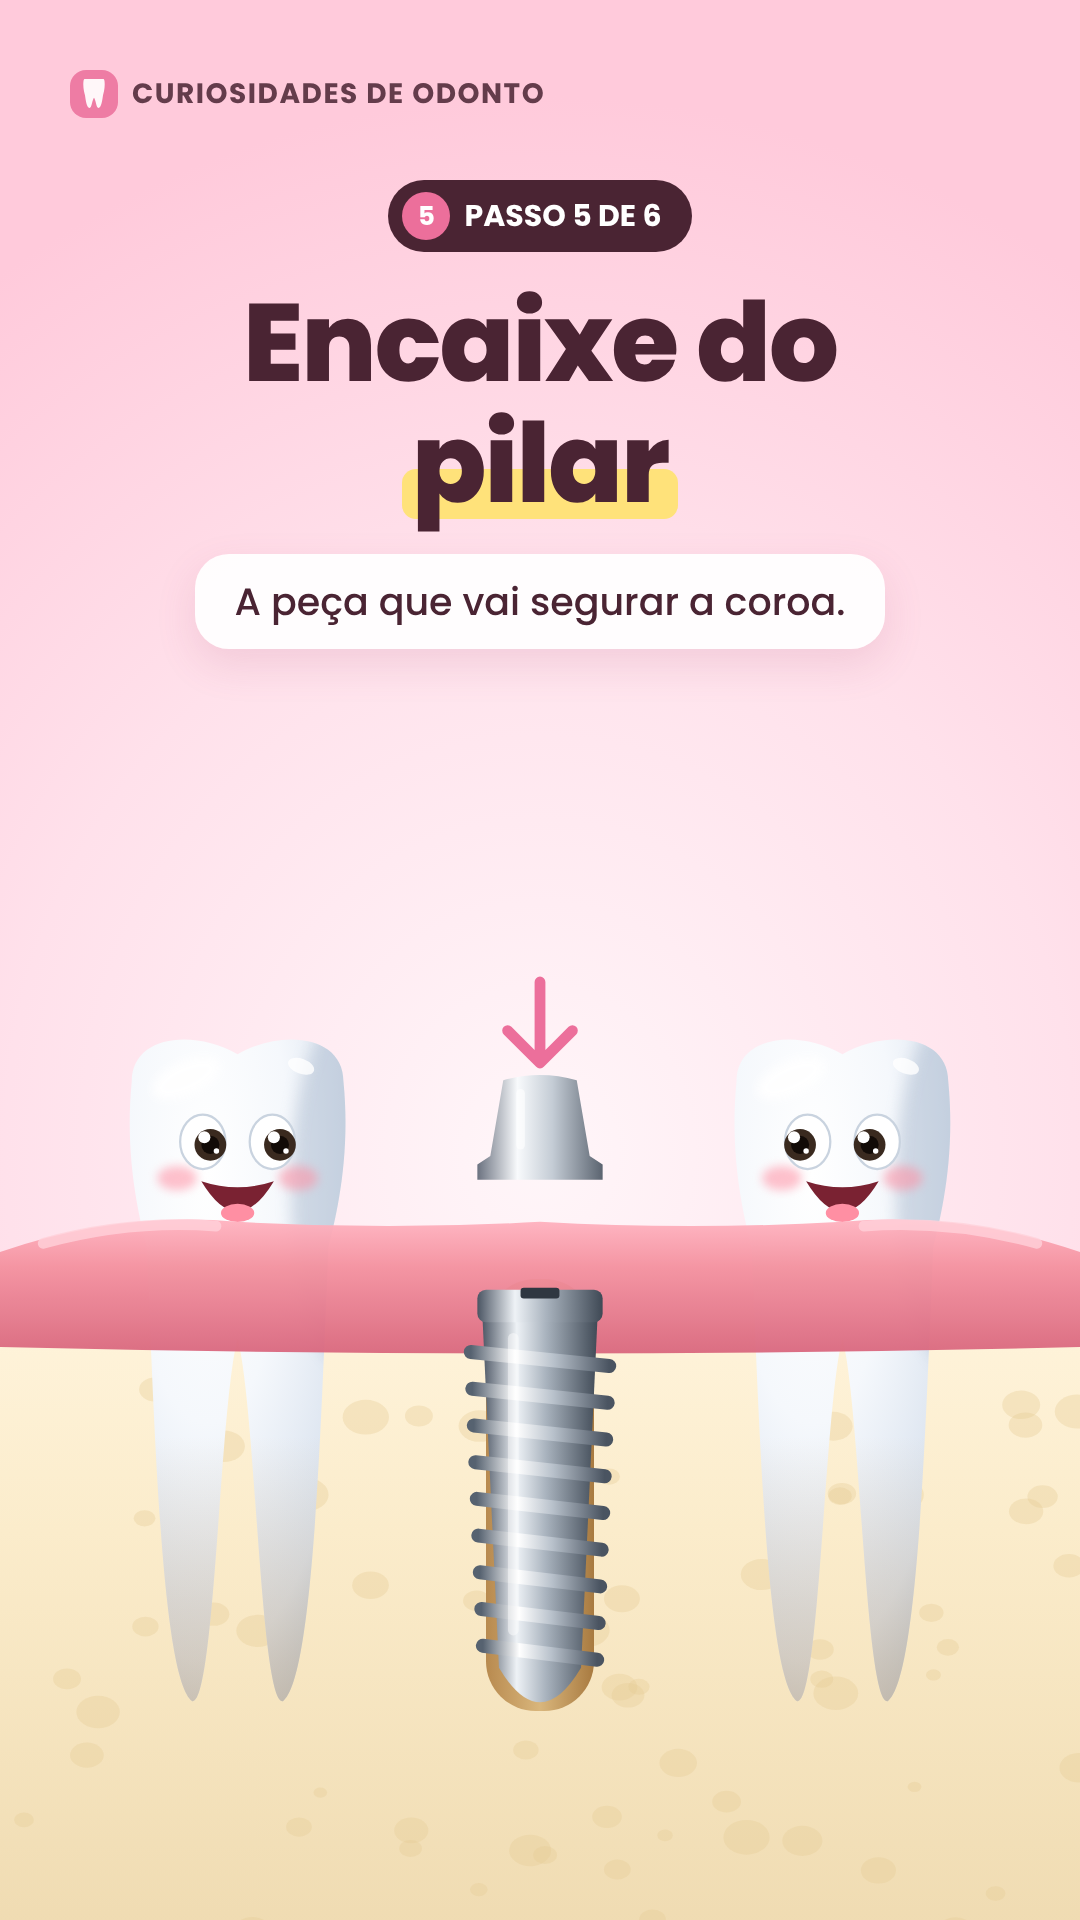 CURIOSIDADES DE ODONTO
5 PASSO 5 DE 6
Encaixe do
pilar
A peça que vai segurar a coroa.